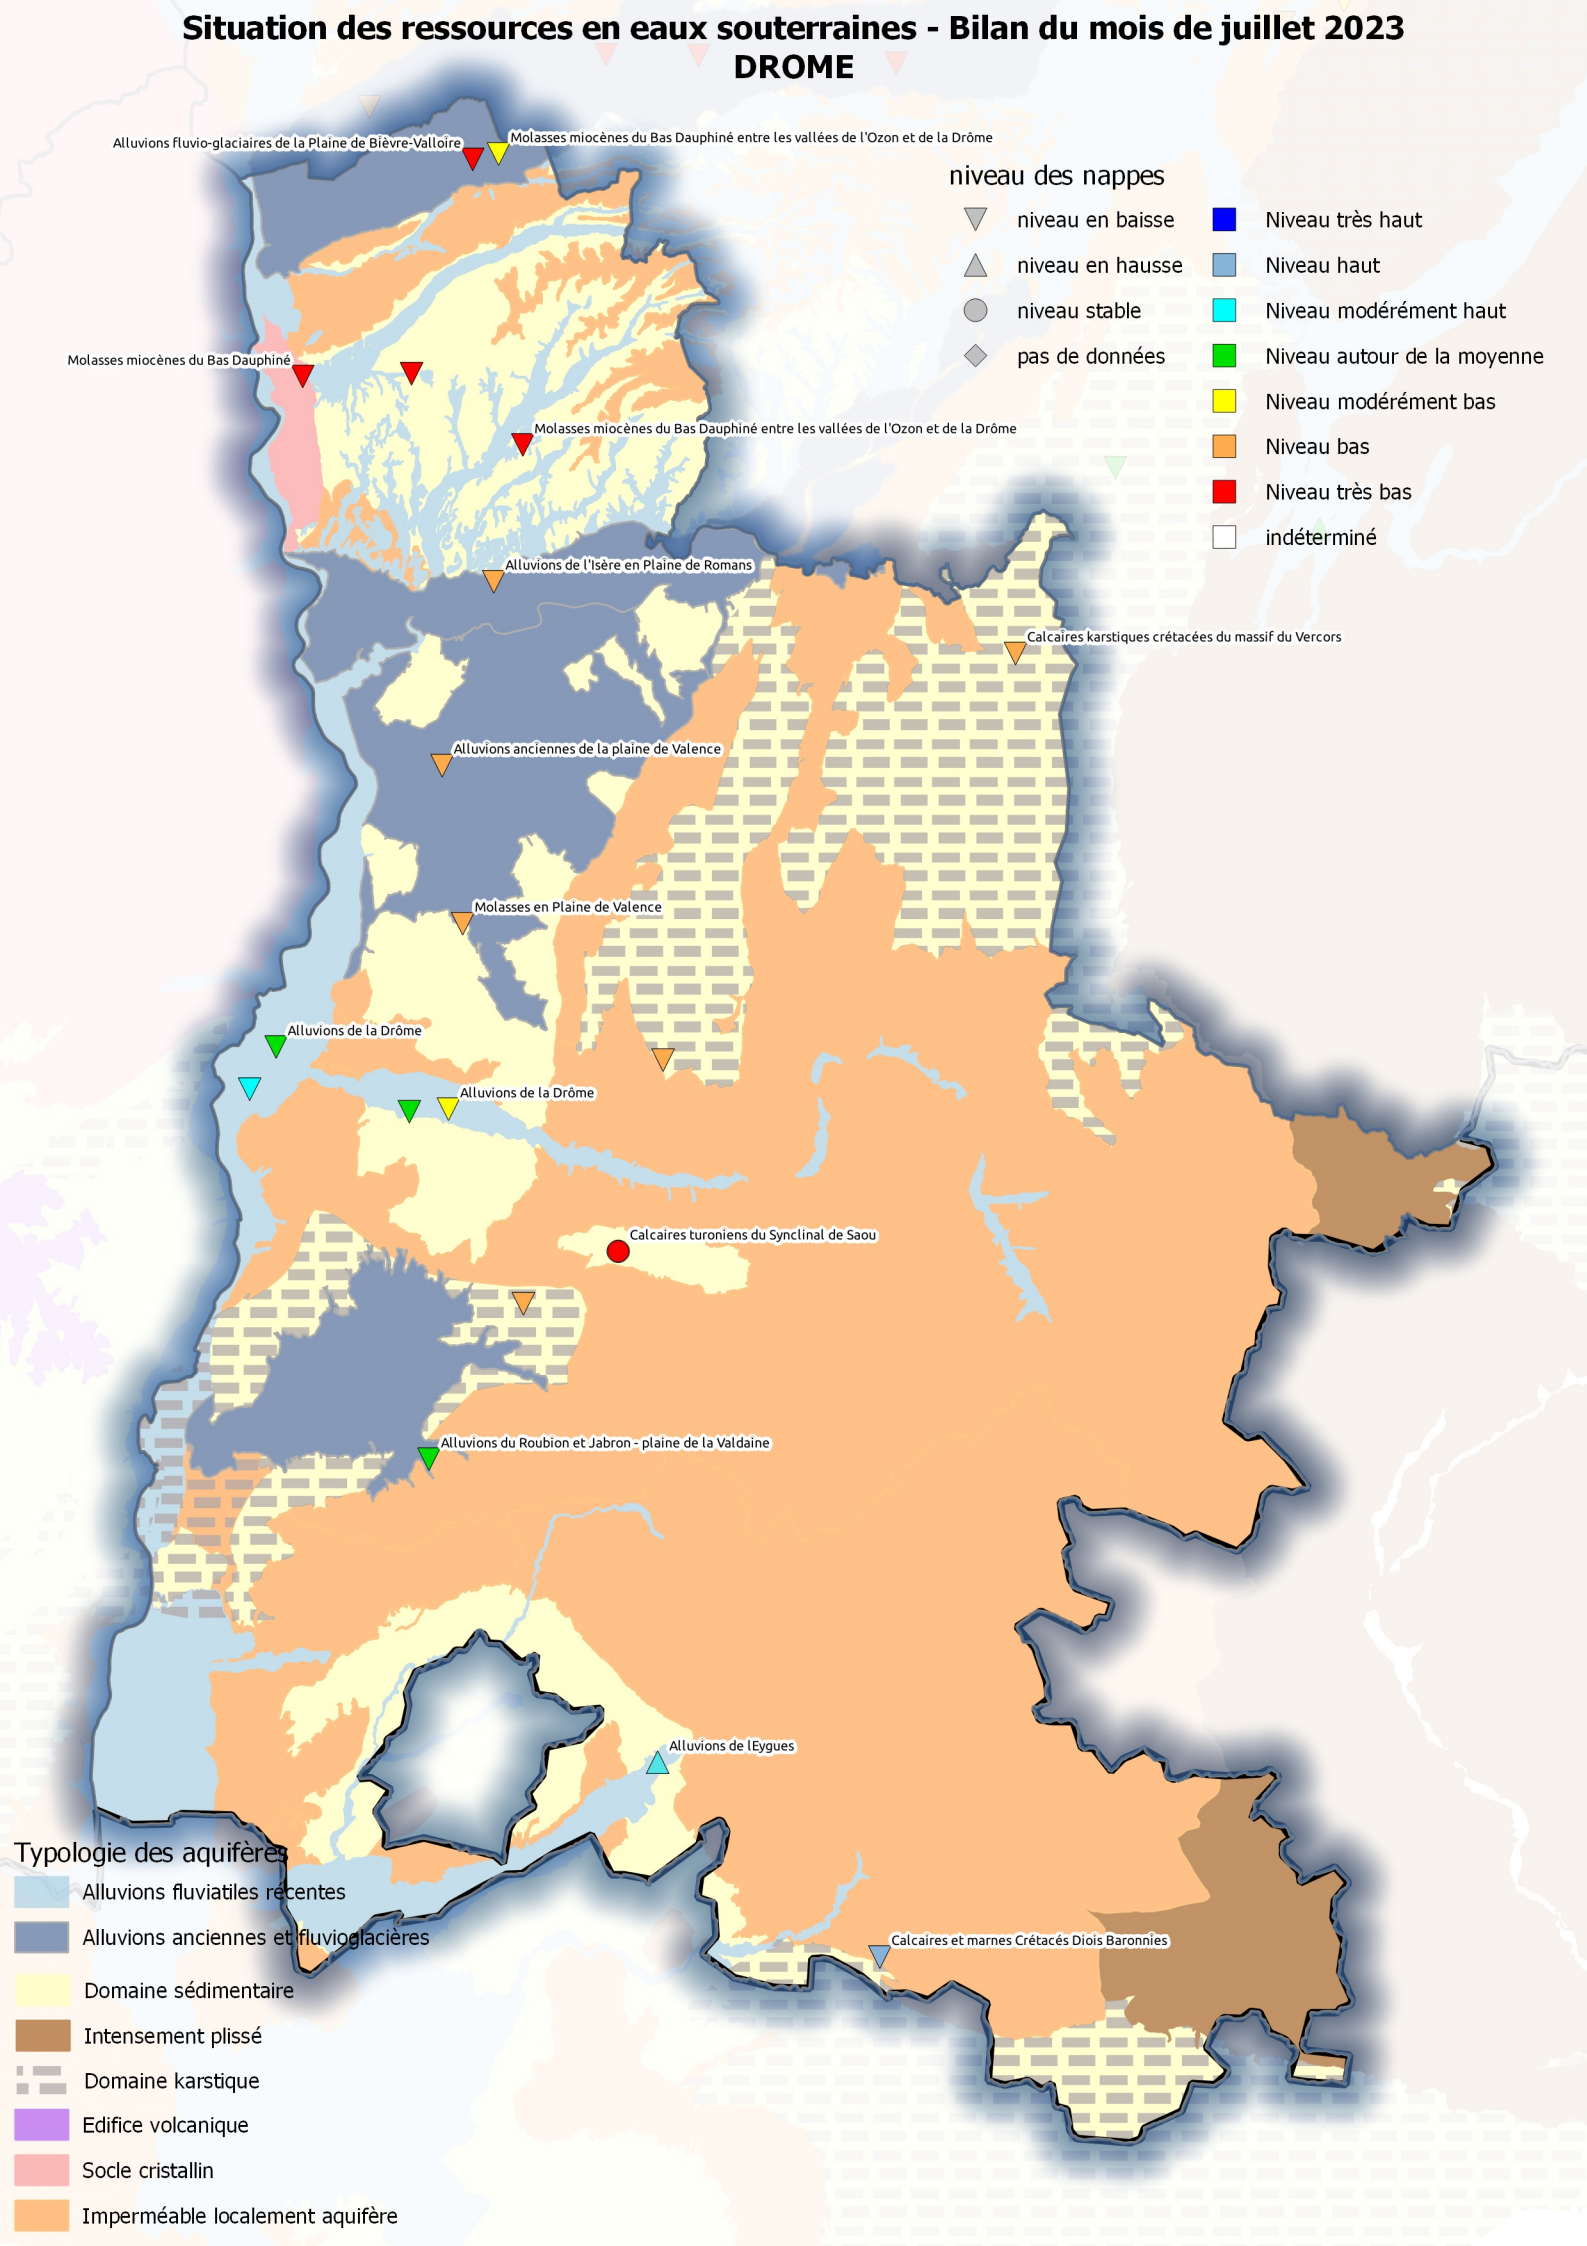 Situation des ressources en eaux souterraines - Bilan du mois de juillet 2023
DROME
Molasses miocènes du Bas Dauphiné entre les vallées de l'Ozon et de la Drôme
Alluvions fluvio-glaciaires de la Plaine de Bièvre-Valloire
niveau des nappes
niveau en baisse
Niveau très haut
niveau en hausse
Niveau haut
niveau stable
Niveau modérément haut
pas de données
Niveau autour de la moyenne
Niveau modérément bas
Niveau bas
Niveau très bas
indéterminé
Molasses miocènes du Bas Dauphiné
Molasses miocènes du Bas Dauphiné entre les vallées de l'Ozon et de la Drôme
Alluvions de l'Isère en Plaine de Romans
Calcaires karstiques crétacées du massif du Vercors
Alluvions anciennes de la plaine de Valence
Molasses en Plaine de Valence
Alluvions de la Drôme
Alluvions de la Drôme
Calcaires turoniens du Synclinal de Saou
Alluvions du Roubion et Jabron - plaine de la Valdaine
Alluvions de lEygues
Calcaires et marnes Crétacés Diois Baronnies
Typologie des aquifères
Alluvions fluviatiles récentes
Alluvions anciennes et fluvioglacières
Domaine sédimentaire
Intensement plissé
Domaine karstique
Edifice volcanique
Socle cristallin
Imperméable localement aquifère